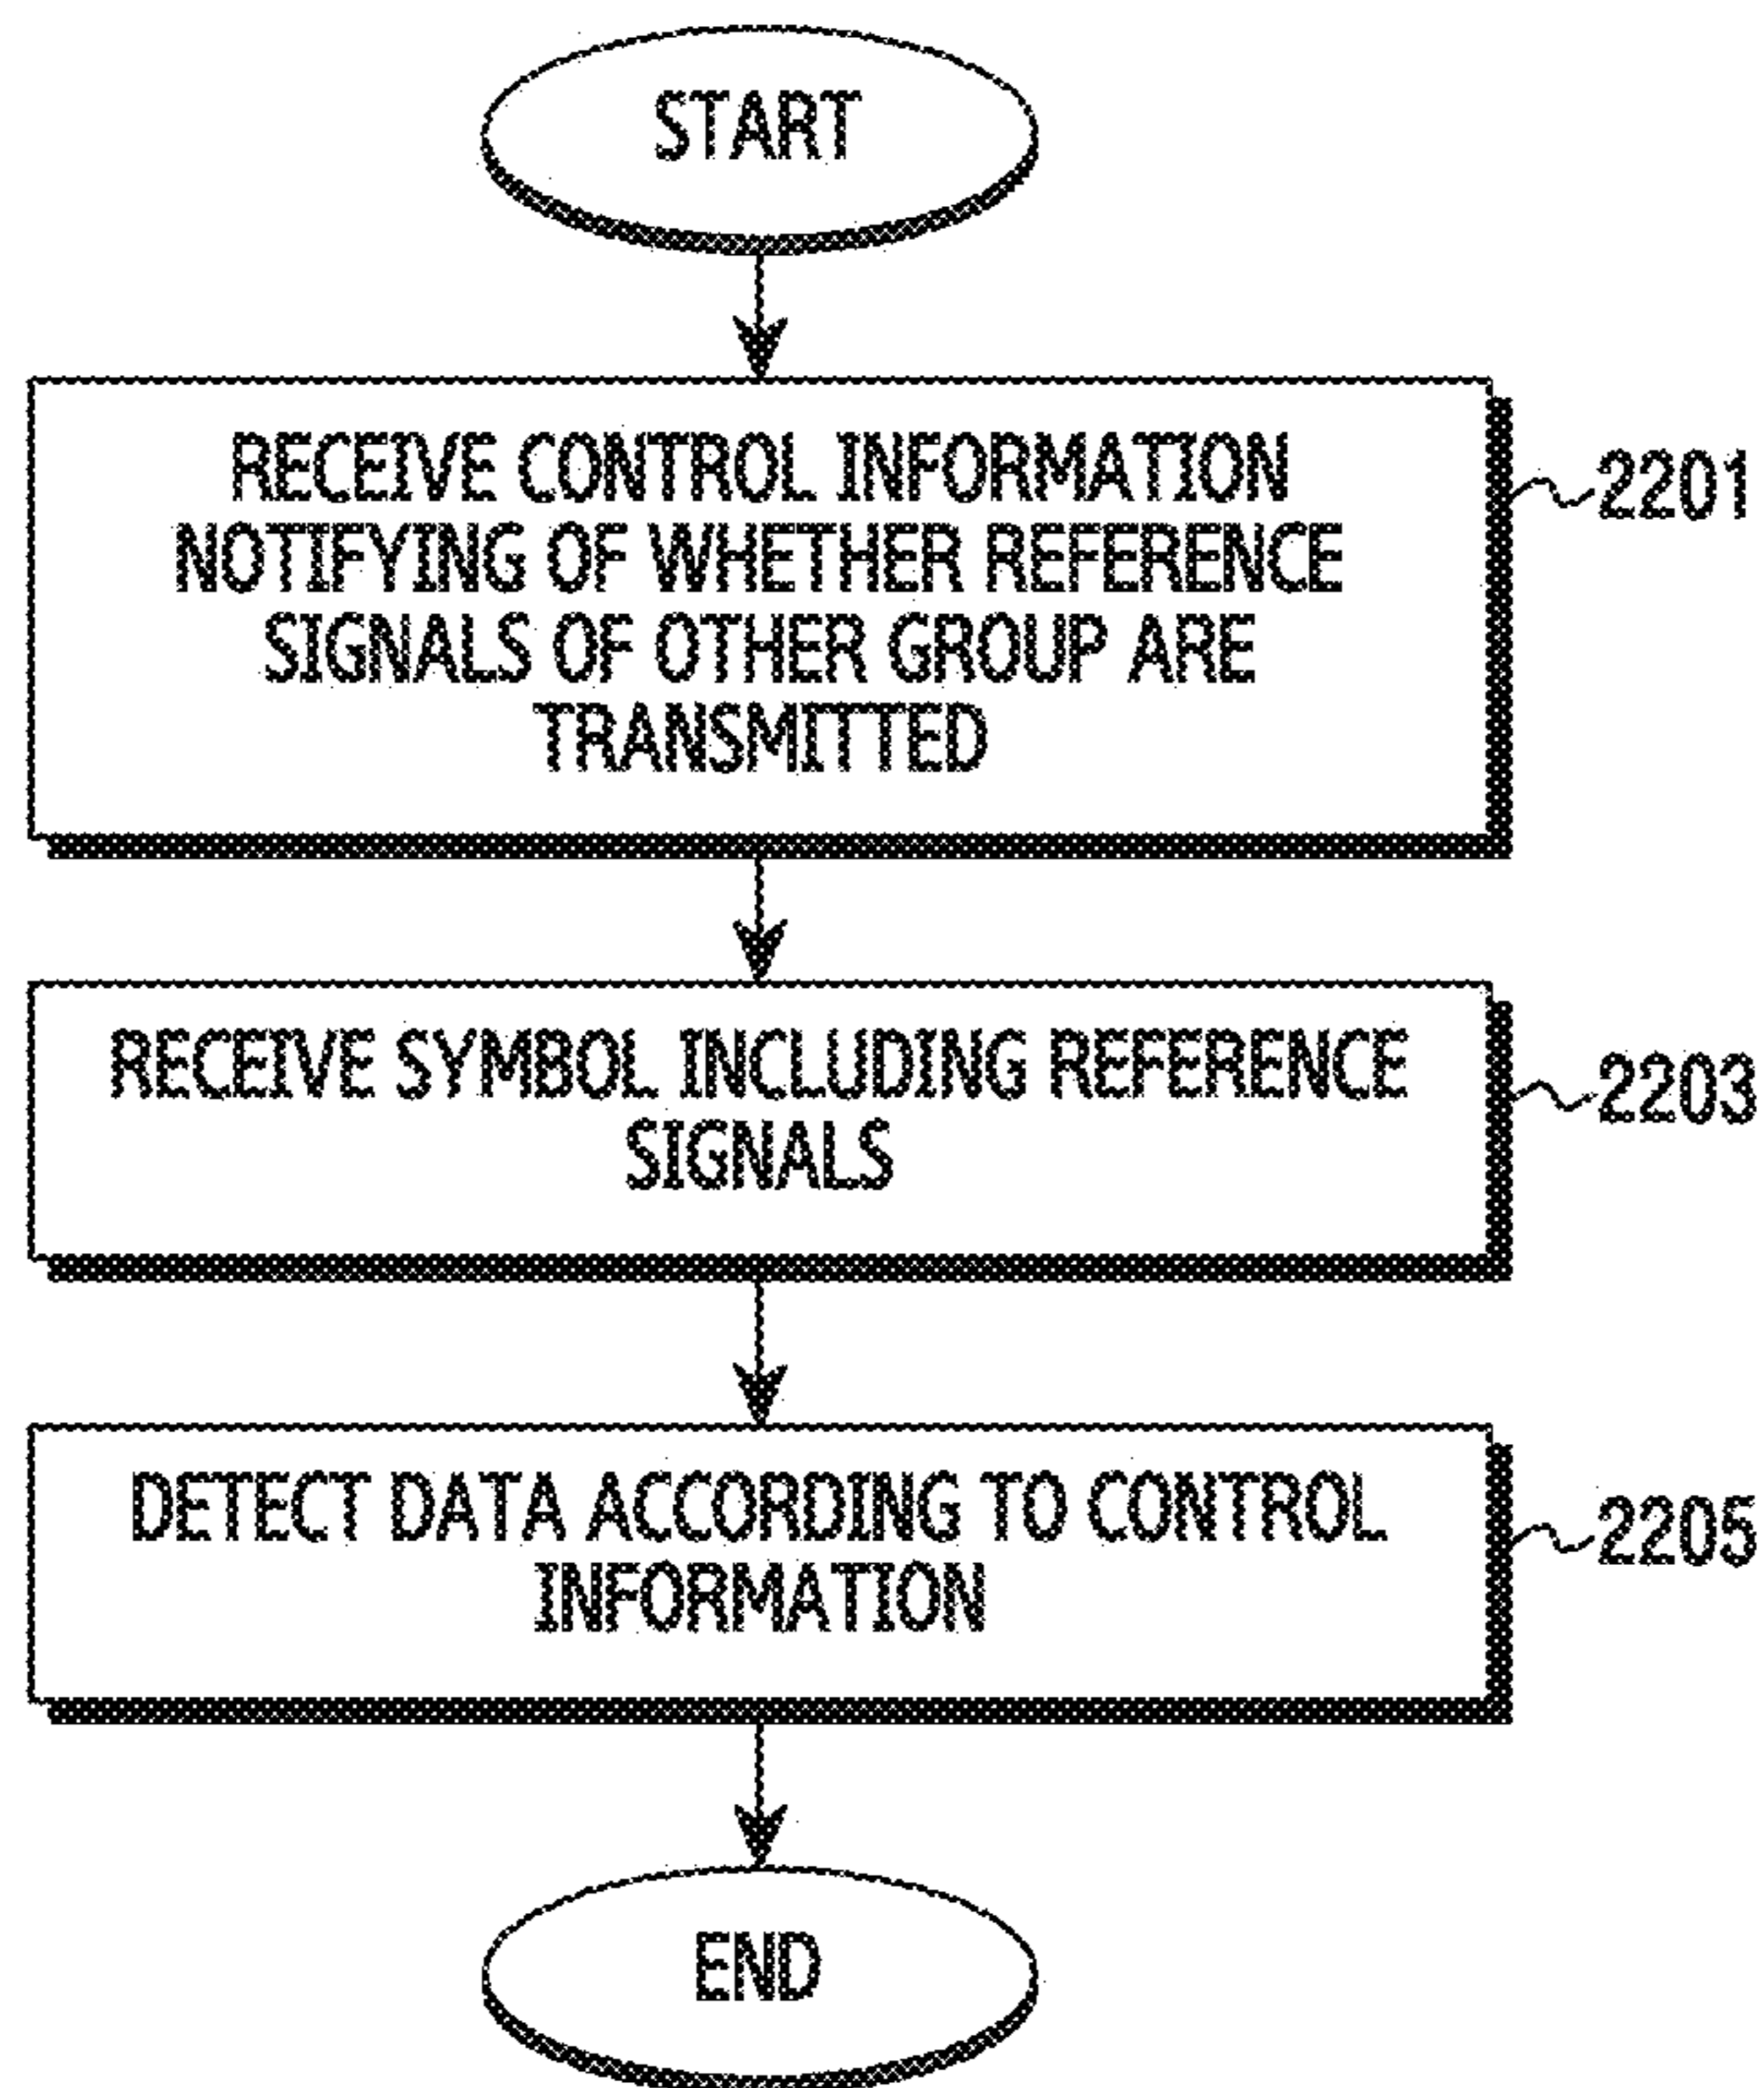 START
RECEIVE CONTROL INFORMATION
NOTIFYING OF WHETHER REFERENCE
SIGNALS OF OTHER GROUP ARE
TRANSMITTED
2201
RECEIVE SYMBOL INCLUDING REFERENCE
SIGNALS
2203
DETECT DATA ACCORDING TO CONTROL
INFORMATION
2205
END